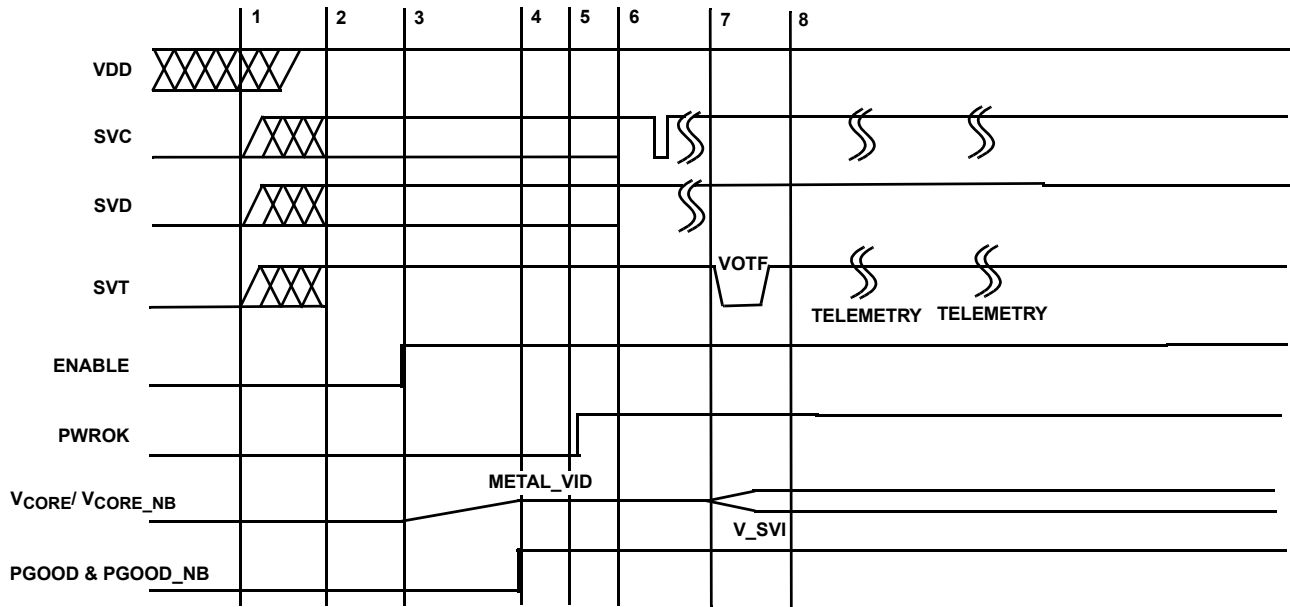 1 2 3 4 5 6 7 8
VDD
SVC
SVD
VOTF
SVT
TELEMETRY TELEMETRY
ENABLE
PWROK
METAL_VID
VCORE/ VCORE_NB
V_SVI
PGOOD & PGOOD_NB